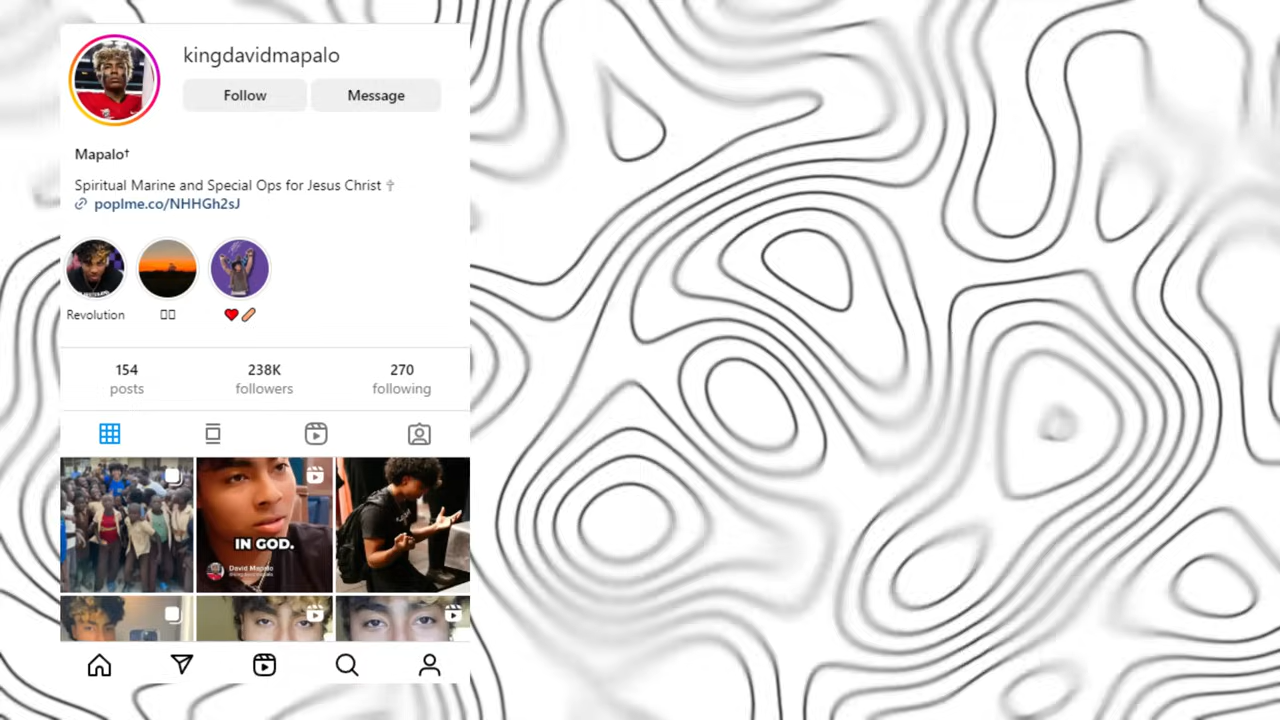 kingdavidmapalo
Follow
Message
Mapalo†
Spiritual Marine and Special Ops for Jesus Christ ✞
poplme.co/NHHGh2sJ
Revolution
❤️🩹
154
238K
270
posts
followers
following
IN GOD.
David Mapalo